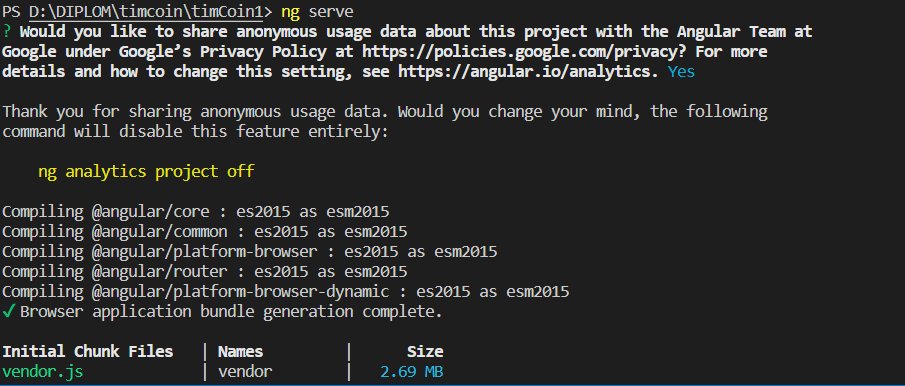 PS D:\DIPLOM\timcoin\timCoin1> ng serve
? Would you like to share anonymous usage data about this project with the Angular Team at
Google under Google’s Privacy Policy at https://policies.google.com/privacy? For more
details and how to change this setting, see https://angular.io/analytics. Yes
Thank you for sharing anonymous usage data. Would you change your mind, the following
command will disable this feature entirely:
ng analytics project off
Compiling @angular/core : es2015 as esm2015
Compiling @angular/common : es2015 as esm2015
Compiling @angular/platform-browser : es2015 as esm2015
Compiling @angular/router : es2015 as esm2015
Compiling @angular/platform-browser-dynamic : es2015 as esm2015
✓ Browser application bundle generation complete.
Initial Chunk Files | Names | Size
vendor.js | vendor | 2.69 MB